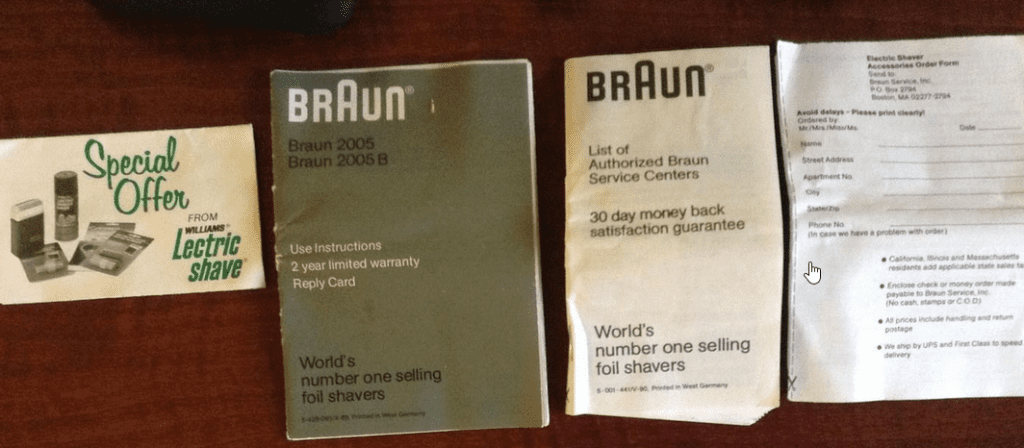 Special
Offer
FROM
WILLIAMS®
Lectric
shave®
BRAUN®
Braun 2005
Braun 2005 B
Use Instructions
2 year limited warranty
Reply Card
World's
number one selling
foil shavers
Printed in West Germany
BRAUN®
List of
Authorized Braun
Service Centers
30 day money back
satisfaction guarantee
World's
number one selling
foil shavers
5-001-441/V-90, Printed in West Germany
Electric Shaver
Accessories Order Form
Send to
Braun Service, Inc.
P.O. Box 2794
Boston, MA 02277-2794
Avoid delays - Please print clearly!
Ordered by
Mr/Mrs./Miss/Ms. Date
Name
Street Address
Apartment No.
City
State/Zip
Phone No.
(In case we have a problem with order.)
● California, Illinois and Massachusetts
residents add applicable state sales
● Enclose check or money order made
payable to Braun Service, Inc.
(No cash, stamps or C.O.D)
● All prices include handling and return
postage
● We ship by UPS and First Class to speed
delivery